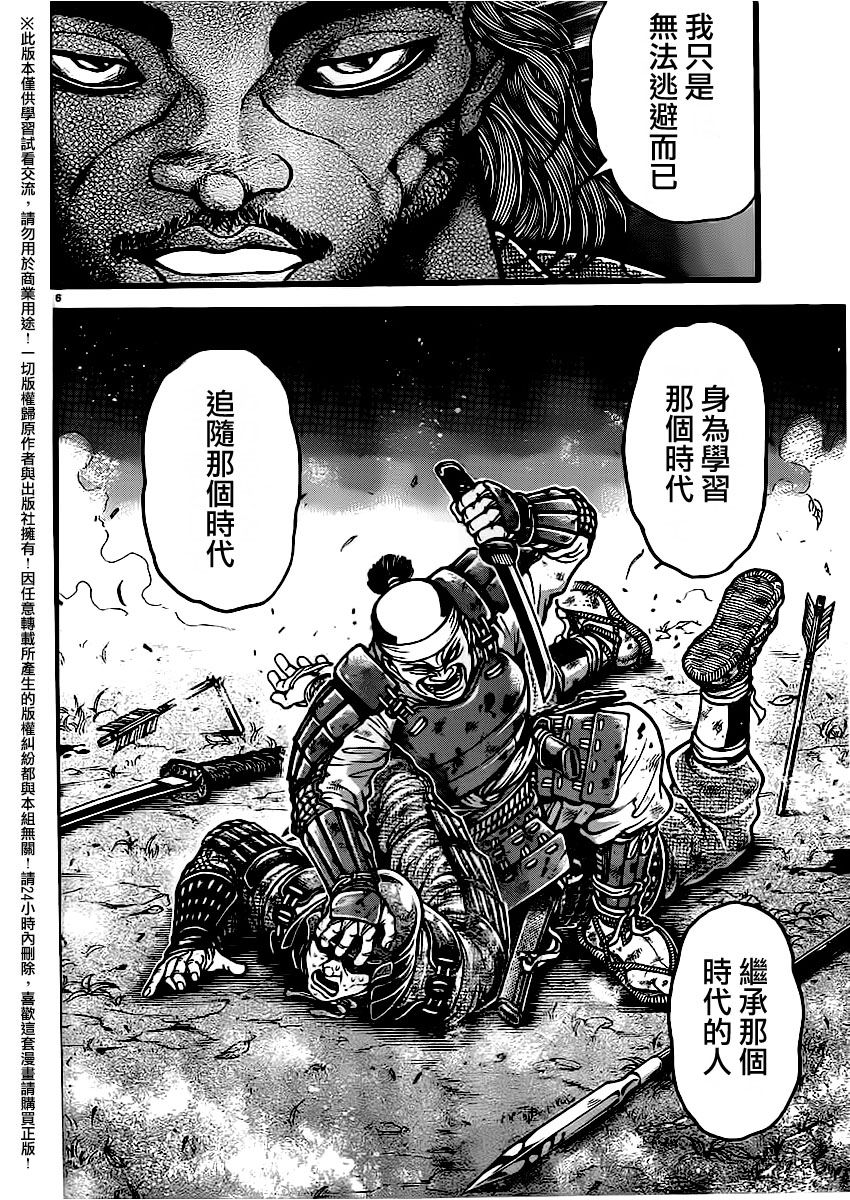 我只是
無法逃避而已
6
身為學習
那個時代
追隨那個時代
繼承那個
時代的人
※此版本僅供學習試看交流，請勿用於商業用途！一切版權歸原作者與出版社擁有！因任意轉載所產生的版權糾紛都與本組無關！請24小時內刪除，喜歡這套漫畫請購買正版！